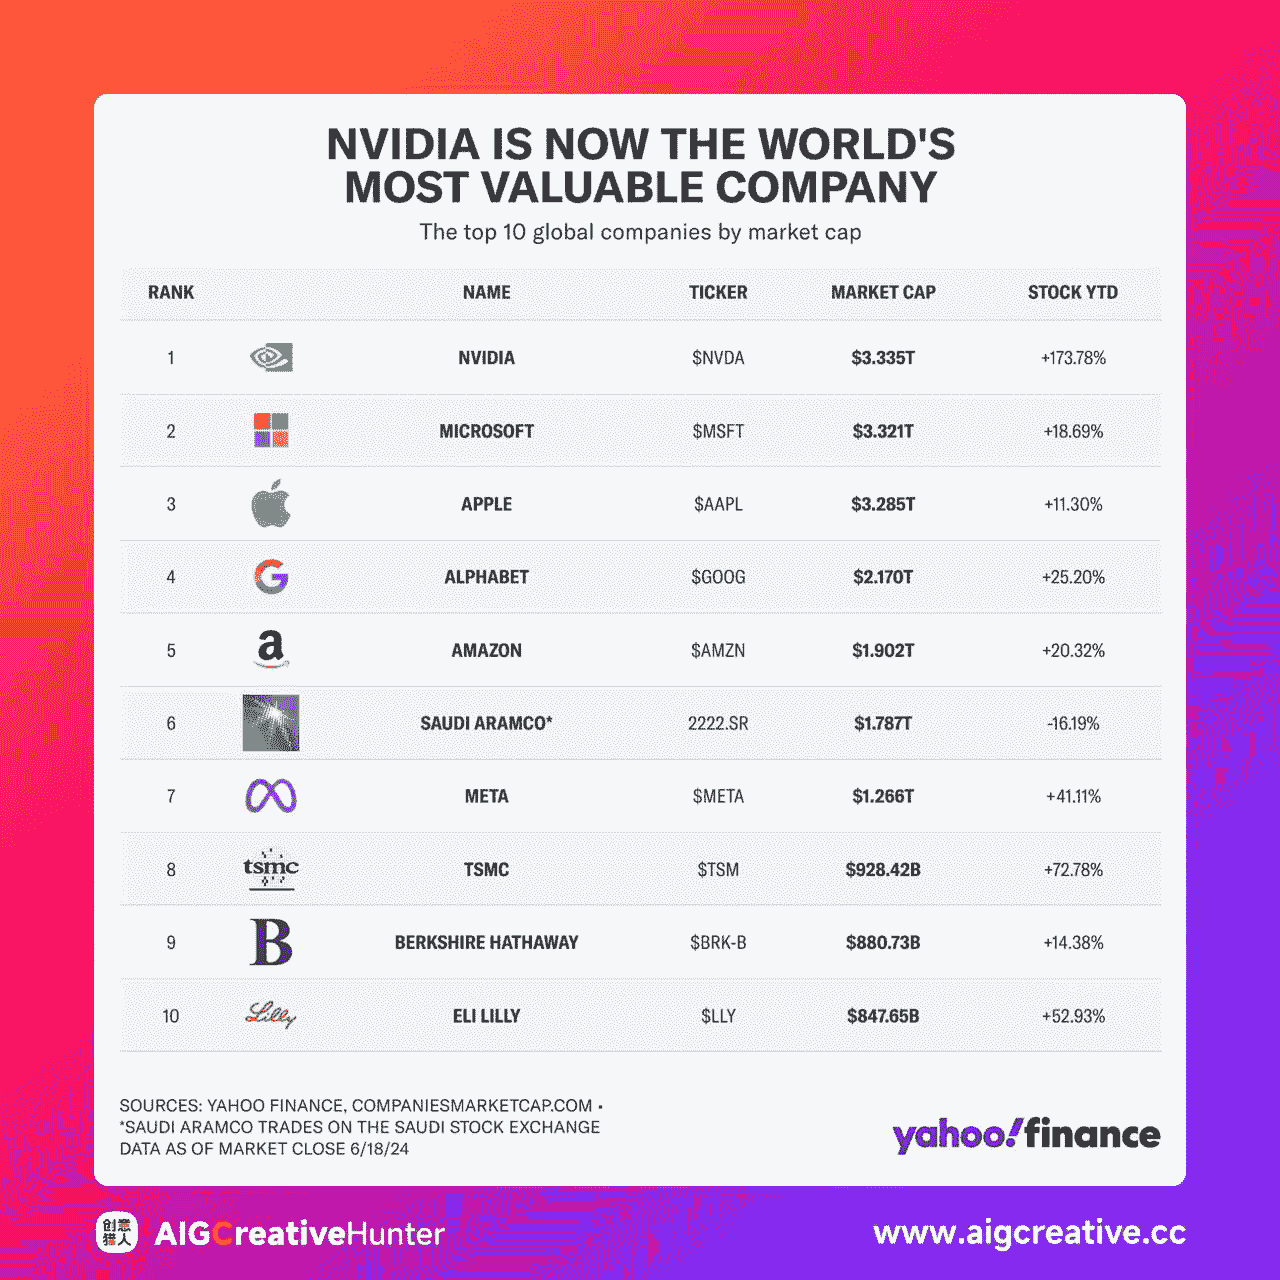 NVIDIA IS NOW THE WORLD'S
MOST VALUABLE COMPANY
The top 10 global companies by market cap
RANK NAME TICKER MARKET CAP STOCK YTD
1 NVIDIA $NVDA $3.335T +173.78%
2 MICROSOFT $MSFT $3.321T +18.69%
3 APPLE $AAPL $3.285T +11.30%
4 G ALPHABET $GOOG $2.170T +25.20%
5 a AMAZON $AMZN $1.902T +20.32%
6 SAUDI ARAMCO* 2222.SR $1.787T -16.19%
7 META $META $1.266T +41.11%
8 tsmc TSMC $TSM $928.42B +72.78%
9 B BERKSHIRE HATHAWAY $BRK-B $880.73B +14.38%
10 Lilly ELI LILLY $LLY $847.65B +52.93%
SOURCES: YAHOO FINANCE, COMPANIESMARKETCAP.COM •
*SAUDI ARAMCO TRADES ON THE SAUDI STOCK EXCHANGE
DATA AS OF MARKET CLOSE 6/18/24
yahoo!finance
创意
猎人
AIGCreativeHunter
www.aigcreative.cc